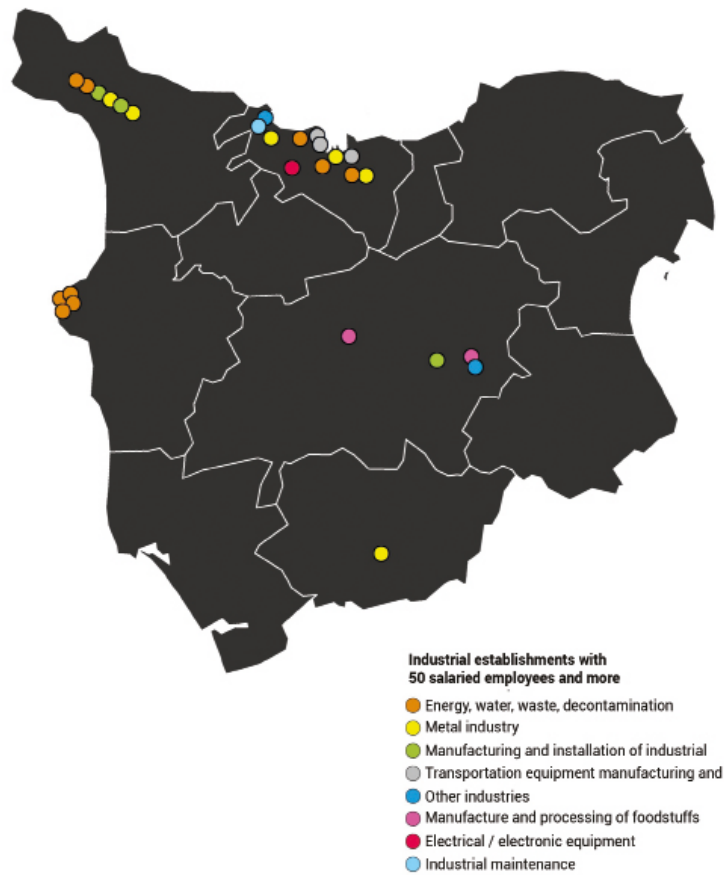 Industrial establishments with
50 salaried employees and more
Energy, water, waste, decontamination
Metal industry
Manufacturing and installation of industrial
Transportation equipment manufacturing and
Other industries
Manufacture and processing of foodstuffs
Electrical / electronic equipment
Industrial maintenance